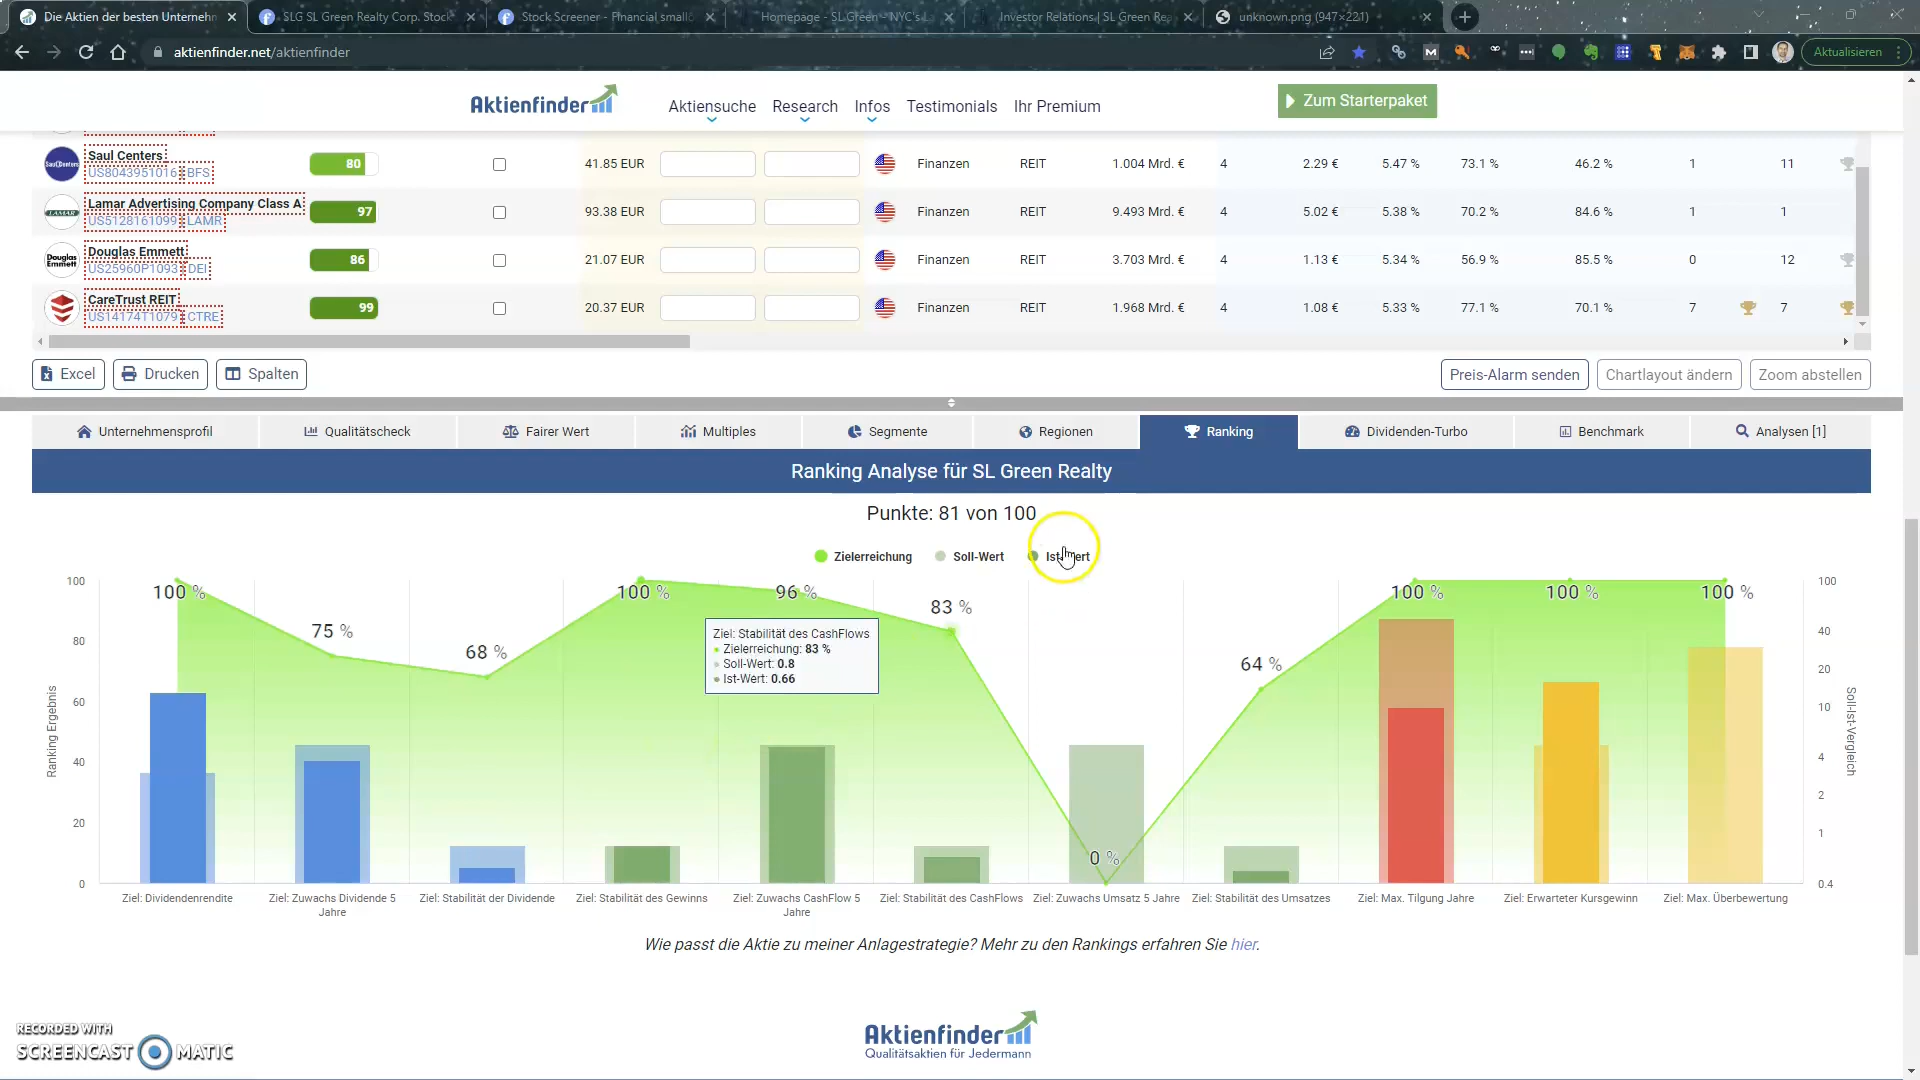 Die Aktien der besten Unternehm
SLG SL Green Realty Corp. Stock
Stock Screener - Financial small
Homepage - SL Green – NYC's L
Investor Relations | SL Green Rea
unknown.png (947×221)
aktienfinder.net/aktienfinder
Aktualisieren
Aktienfinder
Aktiensuche
Research
Infos
Testimonials
Ihr Premium
Zum Starterpaket
Saul Centers
US8043951016 BFS
80
41.85 EUR
Finanzen
REIT
1.004 Mrd. €
4
2.29 €
5.47 %
73.1 %
46.2 %
1
11
LAMAR
Lamar Advertising Company Class A
US5128161099 LAMR
97
93.38 EUR
Finanzen
REIT
9.493 Mrd. €
4
5.02 €
5.38 %
70.2 %
84.6 %
1
1
Douglas Emmett
Douglas Emmett
US25960P1093 DEI
86
21.07 EUR
Finanzen
REIT
3.703 Mrd. €
4
1.13 €
5.34 %
56.9 %
85.5 %
0
12
CareTrust REIT
US14174T1079 CTRE
99
20.37 EUR
Finanzen
REIT
1.968 Mrd. €
4
1.08 €
5.33 %
77.1 %
70.1 %
7
7
Excel
Drucken
Spalten
Preis-Alarm senden
Chartlayout ändern
Zoom abstellen
Unternehmensprofil
Qualitätscheck
Fairer Wert
Multiples
Segmente
Regionen
Ranking
Dividenden-Turbo
Benchmark
Analysen [1]
Ranking Analyse für SL Green Realty
Punkte: 81 von 100
Zielerreichung
Soll-Wert
Ist-Wert
100
80
60
40
20
0
Ranking Ergebnis
100 %
75 %
68 %
100 %
96 %
83 %
0 %
64 %
100 %
100 %
100 %
Ziel: Stabilität des CashFlows
Zielerreichung: 83 %
Soll-Wert: 0.8
Ist-Wert: 0.66
100
40
20
10
4
2
1
0.4
Soll-Ist-Vergleich
Ziel: Dividendenrendite
Ziel: Zuwachs Dividende 5
Jahre
Ziel: Stabilität der Dividende
Ziel: Stabilität des Gewinns
Ziel: Zuwachs CashFlow 5
Jahre
Ziel: Stabilität des CashFlows
Ziel: Zuwachs Umsatz 5 Jahre
Ziel: Stabilität des Umsatzes
Ziel: Max. Tilgung Jahre
Ziel: Erwarteter Kursgewinn
Ziel: Max. Überbewertung
Wie passt die Aktie zu meiner Anlagestrategie? Mehr zu den Rankings erfahren Sie hier.
Aktienfinder
Qualitätsaktien für Jedermann
RECORDED WITH
SCREENCAST MATIC